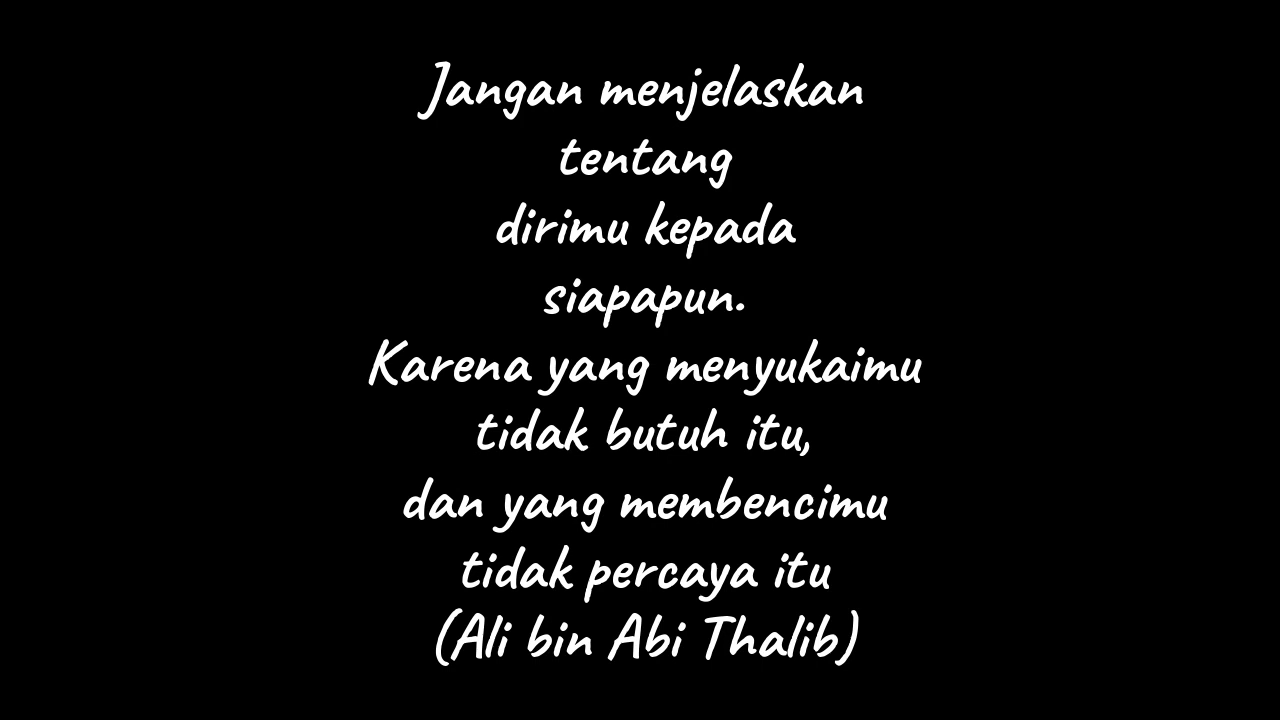 Jangan menjelaskan
tentang
dirimu kepada
siapapun.
Karena yang menyukaimu
tidak butuh itu,
dan yang membencimu
tidak percaya itu
(Ali bin Abi Thalib)